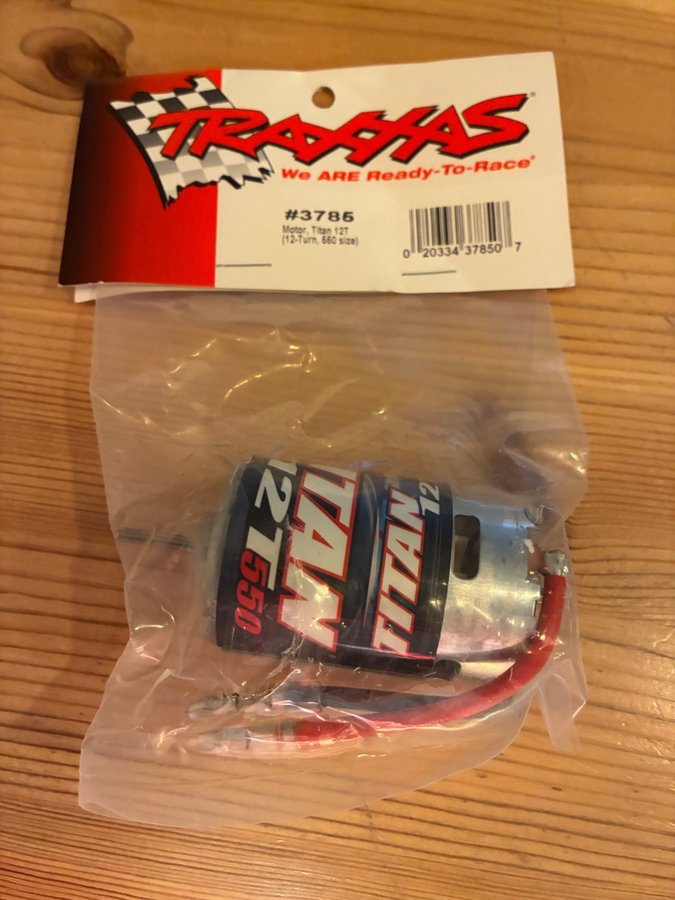 TRAXXAS®
We ARE Ready-To-Race®
#3785
Motor, Titan 12T
(12-Turn, 550 size)
0 20334 37850 7
TITAN
12T 550
TITAN 12